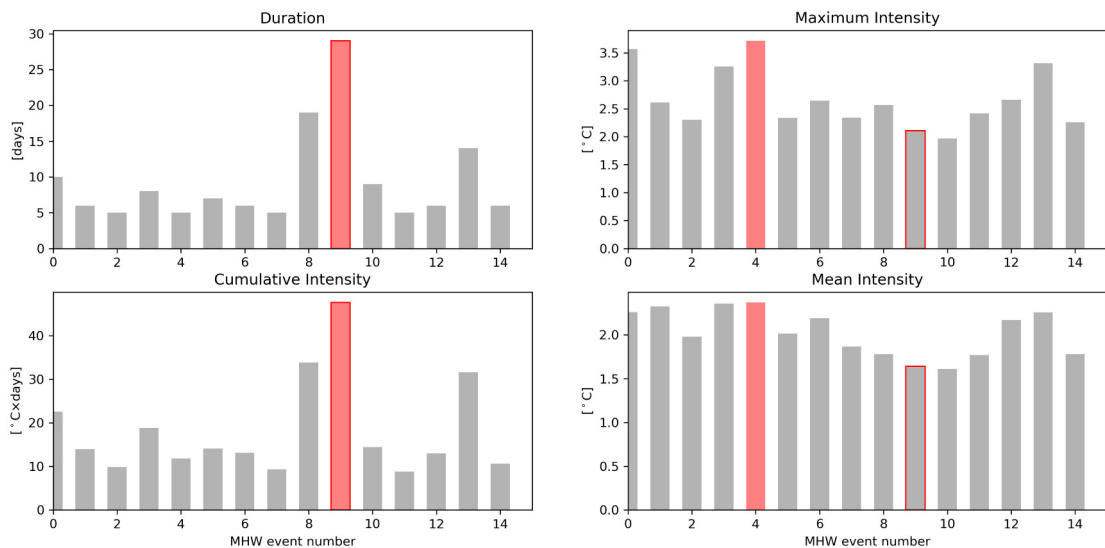 Duration
[days]
30
25
20
15
10
5
0
0 2 4 6 8 10 12 14
Maximum Intensity
[°C]
3.5
3.0
2.5
2.0
1.5
1.0
0.5
0.0
0 2 4 6 8 10 12 14
Cumulative Intensity
[°C×days]
40
30
20
10
0
0 2 4 6 8 10 12 14
MHW event number
Mean Intensity
[°C]
2.0
1.5
1.0
0.5
0.0
0 2 4 6 8 10 12 14
MHW event number